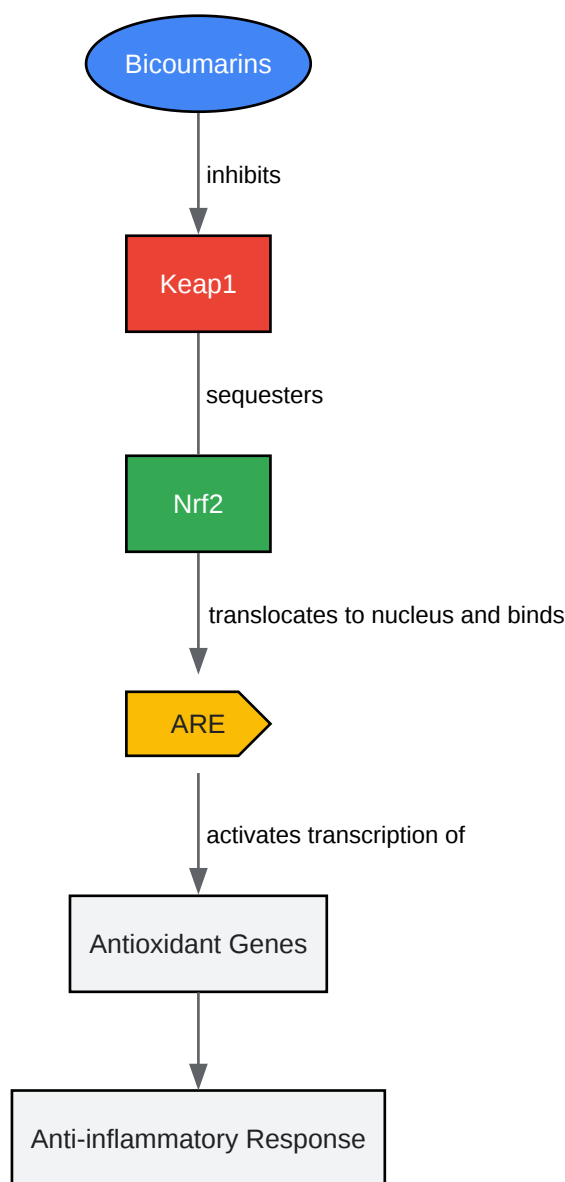 Bicoumarins
inhibits
Keap1
sequesters
Nrf2
translocates to nucleus and binds
ARE
activates transcription of
Antioxidant Genes
Anti-inflammatory Response